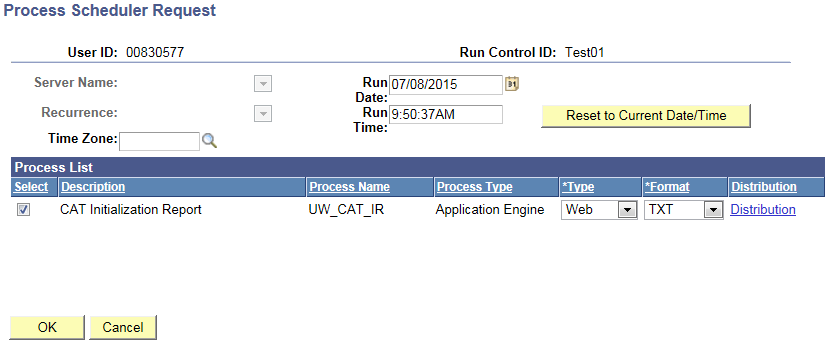 Process Scheduler Request
User ID: 00830577 Run Control ID: Test01
Server Name: Run Date: 07/08/2015 31
Recurrence: Run Time: 9:50:37AM Reset to Current Date/Time
Time Zone:
Process List
Select Description Process Name Process Type *Type *Format Distribution
CAT Initialization Report UW_CAT_IR Application Engine Web TXT Distribution
OK Cancel